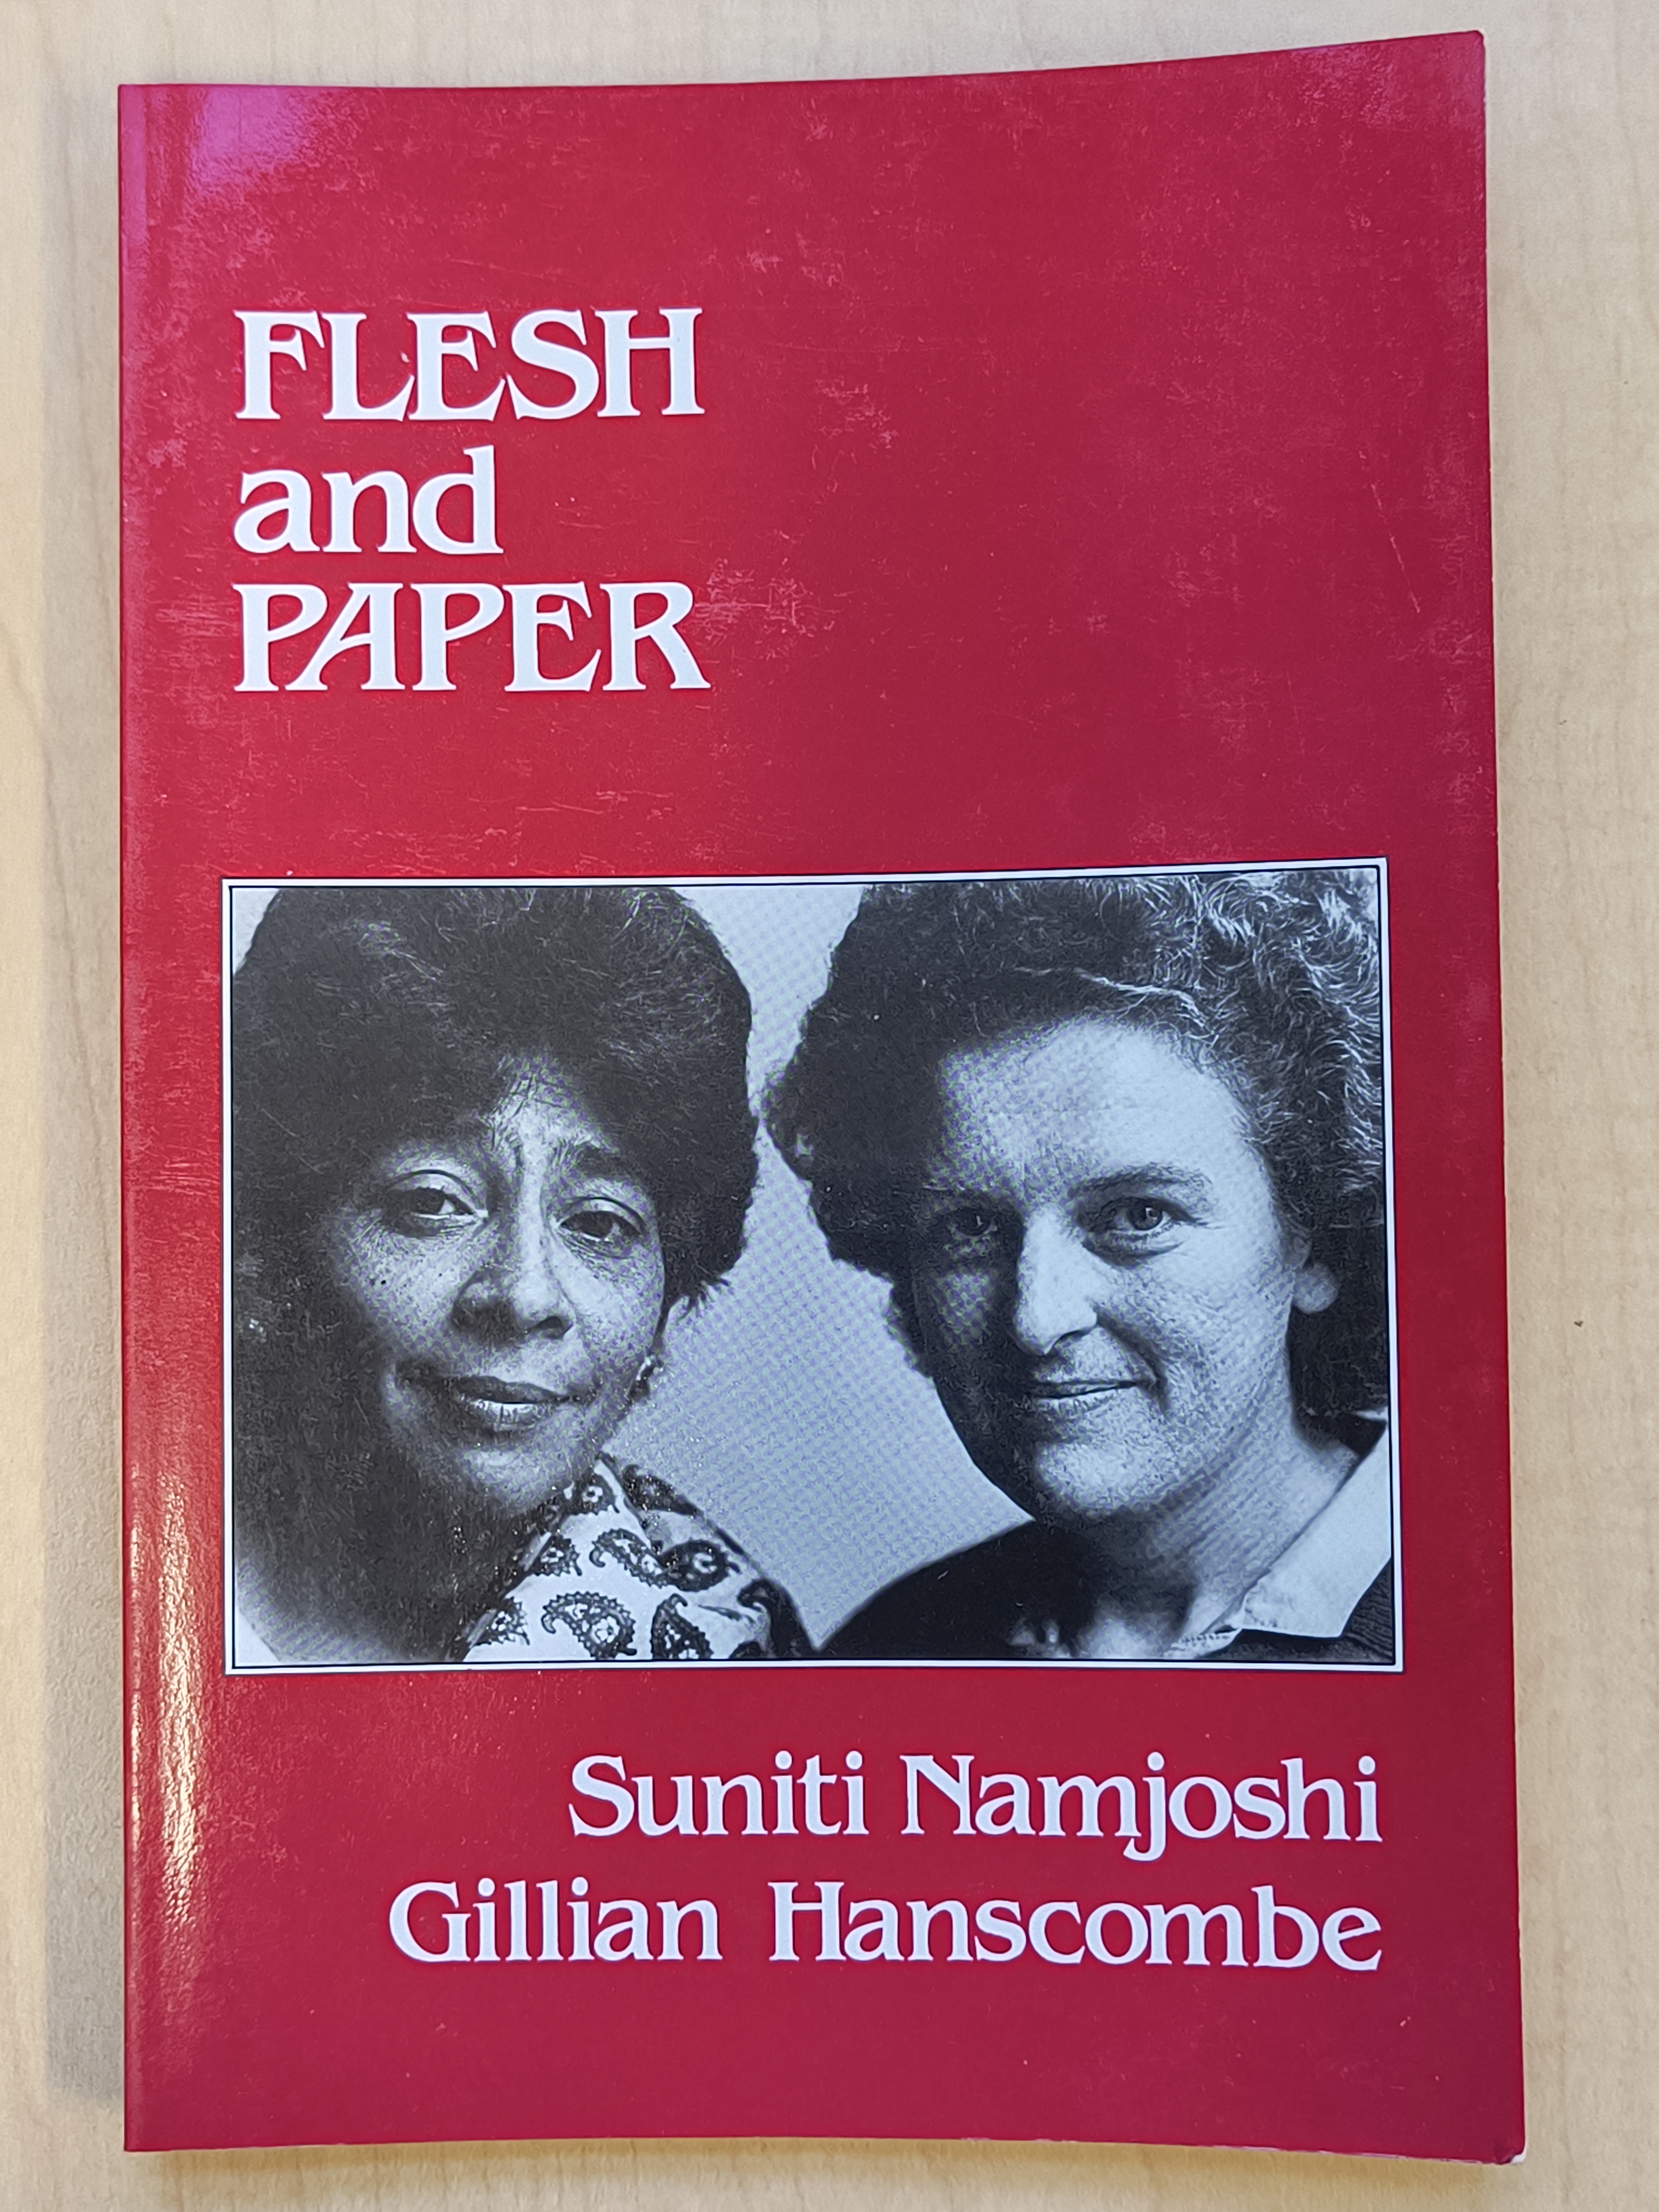 FLESH
and
PAPER
Suniti Namjoshi
Gillian Hanscombe